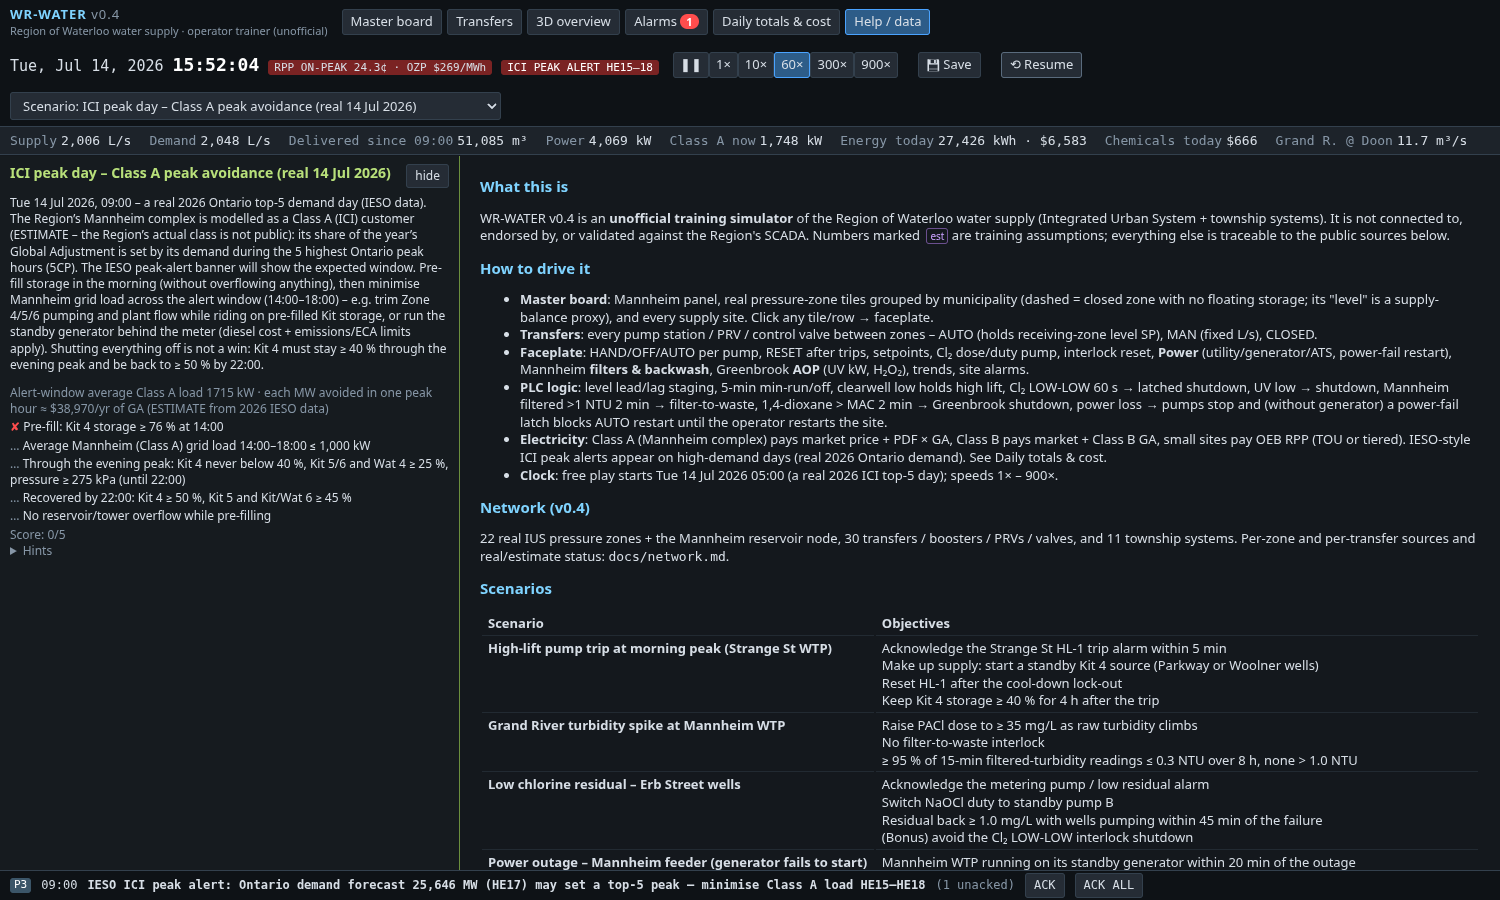 WR-WATER v0.4
Region of Waterloo water supply · operator trainer (unofficial)
Master board
Transfers
3D overview
Alarms 1
Daily totals & cost
Help / data
Tue, Jul 14, 2026 15:52:04
RPP ON-PEAK 24.3¢ · OZP $269/MWh
ICI PEAK ALERT HE15–18
❚❚
1×
10×
60×
300×
900×
💾 Save
⟲ Resume
Scenario: ICI peak day – Class A peak avoidance (real 14 Jul 2026)
Supply 2,006 L/s
Demand 2,048 L/s
Delivered since 09:00 51,085 m³
Power 4,069 kW
Class A now 1,748 kW
Energy today 27,426 kWh · $6,583
Chemicals today $666
Grand R. @ Doon 11.7 m³/s
ICI peak day – Class A peak avoidance (real 14 Jul 2026)
hide
Tue 14 Jul 2026, 09:00 – a real 2026 Ontario top-5 demand day (IESO data).
The Region's Mannheim complex is modelled as a Class A (ICI) customer
(ESTIMATE – the Region's actual class is not public): its share of the year's
Global Adjustment is set by its demand during the 5 highest Ontario peak
hours (5CP). The IESO peak-alert banner will show the expected window. Pre-
fill storage in the morning (without overflowing anything), then minimise
Mannheim grid load across the alert window (14:00–18:00) – e.g. trim Zone
4/5/6 pumping and plant flow while riding on pre-filled Kit storage, or run the
standby generator behind the meter (diesel cost + emissions/ECA limits
apply). Shutting everything off is not a win: Kit 4 must stay ≥ 40 % through the
evening peak and be back to ≥ 50 % by 22:00.
Alert-window average Class A load 1715 kW · each MW avoided in one peak
hour ≈ $38,970/yr of GA (ESTIMATE from 2026 IESO data)
✘ Pre-fill: Kit 4 storage ≥ 76 % at 14:00
… Average Mannheim (Class A) grid load 14:00–18:00 ≤ 1,000 kW
… Through the evening peak: Kit 4 never below 40 %, Kit 5/6 and Wat 4 ≥ 25 %,
pressure ≥ 275 kPa (until 22:00)
… Recovered by 22:00: Kit 4 ≥ 50 %, Kit 5 and Kit/Wat 6 ≥ 45 %
… No reservoir/tower overflow while pre-filling
Score: 0/5
▶ Hints
What this is
WR-WATER v0.4 is an unofficial training simulator of the Region of Waterloo water supply (Integrated Urban System + township systems). It is not connected to,
endorsed by, or validated against the Region's SCADA. Numbers marked est are training assumptions; everything else is traceable to the public sources below.
How to drive it
• Master board: Mannheim panel, real pressure-zone tiles grouped by municipality (dashed = closed zone with no floating storage; its "level" is a supply-
balance proxy), and every supply site. Click any tile/row → faceplate.
• Transfers: every pump station / PRV / control valve between zones – AUTO (holds receiving-zone level SP), MAN (fixed L/s), CLOSED.
• Faceplate: HAND/OFF/AUTO per pump, RESET after trips, setpoints, Cl₂ dose/duty pump, interlock reset, Power (utility/generator/ATS, power-fail restart),
Mannheim filters & backwash, Greenbrook AOP (UV kW, H₂O₂), trends, site alarms.
• PLC logic: level lead/lag staging, 5-min min-run/off, clearwell low holds high lift, Cl₂ LOW-LOW 60 s → latched shutdown, UV low → shutdown, Mannheim
filtered >1 NTU 2 min → filter-to-waste, 1,4-dioxane > MAC 2 min → Greenbrook shutdown, power loss → pumps stop and (without generator) a power-fail
latch blocks AUTO restart until the operator restarts the site.
• Electricity: Class A (Mannheim complex) pays market price + PDF × GA, Class B pays market + Class B GA, small sites pay OEB RPP (TOU or tiered). IESO-style
ICI peak alerts appear on high-demand days (real 2026 Ontario demand). See Daily totals & cost.
• Clock: free play starts Tue 14 Jul 2026 05:00 (a real 2026 ICI top-5 day); speeds 1× – 900×.
Network (v0.4)
22 real IUS pressure zones + the Mannheim reservoir node, 30 transfers / boosters / PRVs / valves, and 11 township systems. Per-zone and per-transfer sources and
real/estimate status: docs/network.md.
Scenarios
Scenario
Objectives
High-lift pump trip at morning peak (Strange St WTP)
Acknowledge the Strange St HL-1 trip alarm within 5 min
Make up supply: start a standby Kit 4 source (Parkway or Woolner wells)
Reset HL-1 after the cool-down lock-out
Keep Kit 4 storage ≥ 40 % for 4 h after the trip
Grand River turbidity spike at Mannheim WTP
Raise PACl dose to ≥ 35 mg/L as raw turbidity climbs
No filter-to-waste interlock
≥ 95 % of 15-min filtered-turbidity readings ≤ 0.3 NTU over 8 h, none > 1.0 NTU
Low chlorine residual – Erb Street wells
Acknowledge the metering pump / low residual alarm
Switch NaOCl duty to standby pump B
Residual back ≥ 1.0 mg/L with wells pumping within 45 min of the failure
(Bonus) avoid the Cl₂ LOW-LOW interlock shutdown
Power outage – Mannheim feeder (generator fails to start)
Mannheim WTP running on its standby generator within 20 min of the outage
P3 09:00 IESO ICI peak alert: Ontario demand forecast 25,646 MW (HE17) may set a top-5 peak — minimise Class A load HE15–HE18 (1 unacked)
ACK
ACK ALL